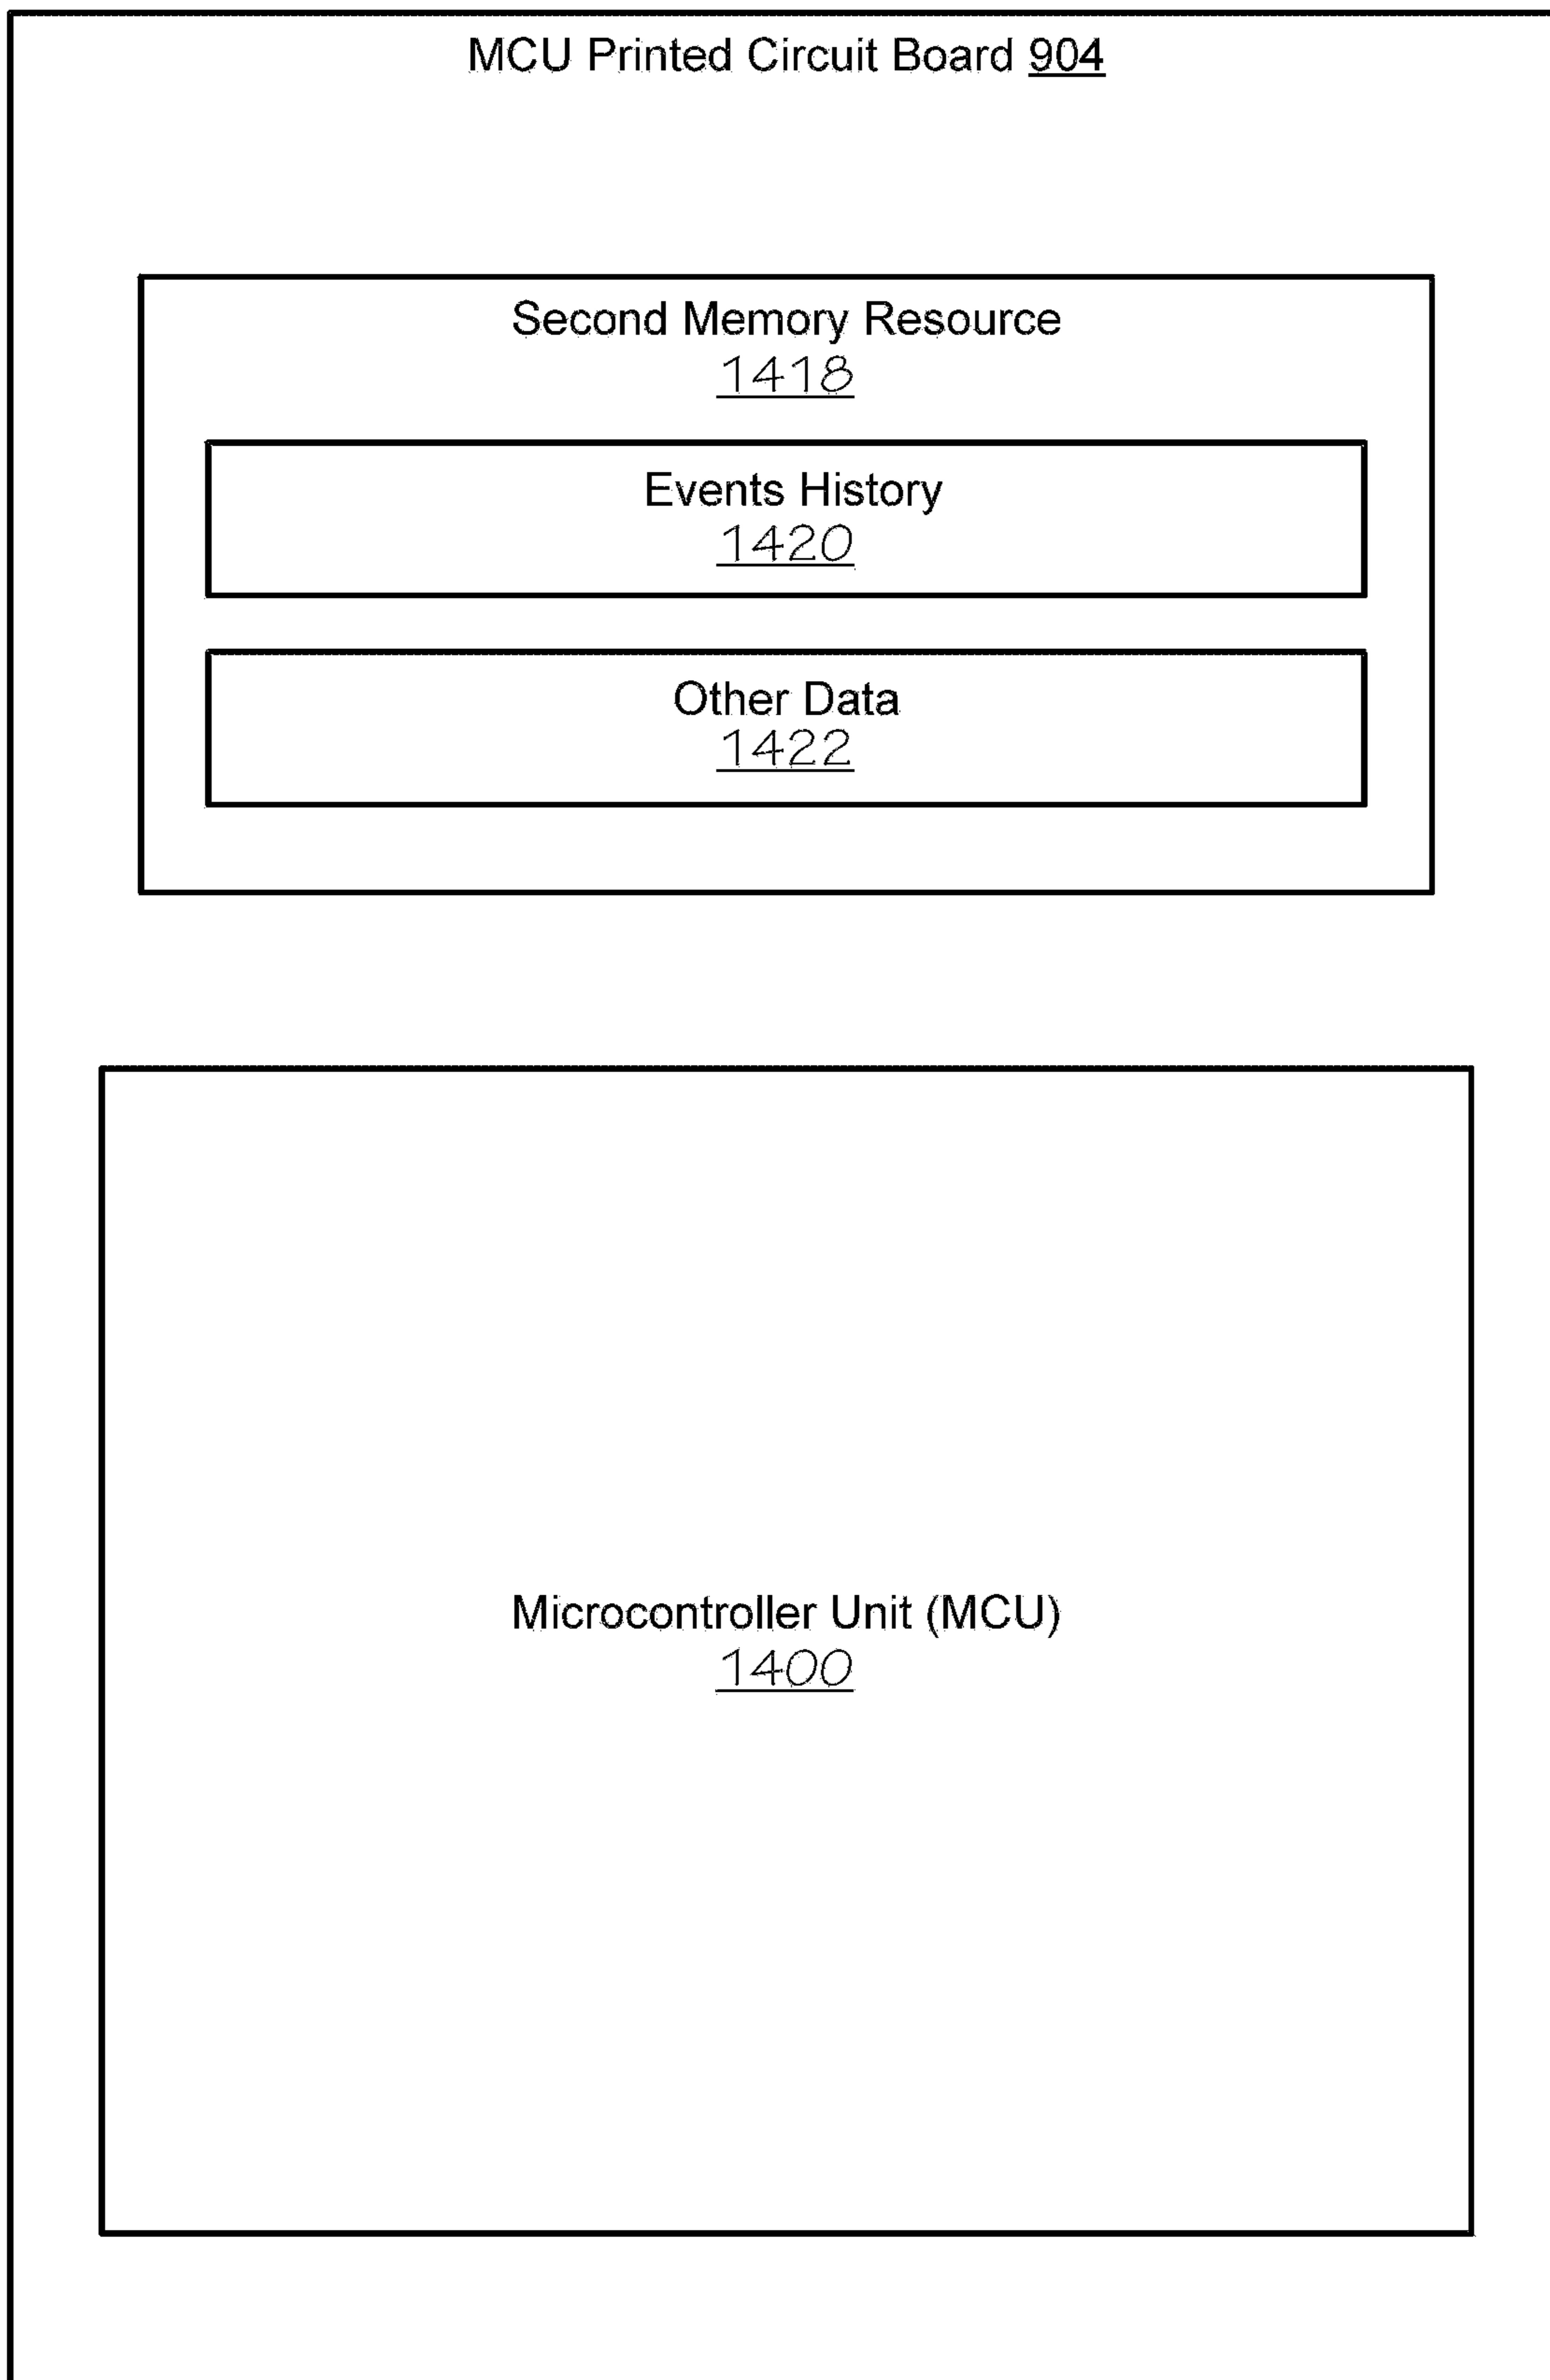 MCU Printed Circuit Board 904
Second Memory Resource
1418
Events History
1420
Other Data
1422
Microcontroller Unit (MCU)
1400